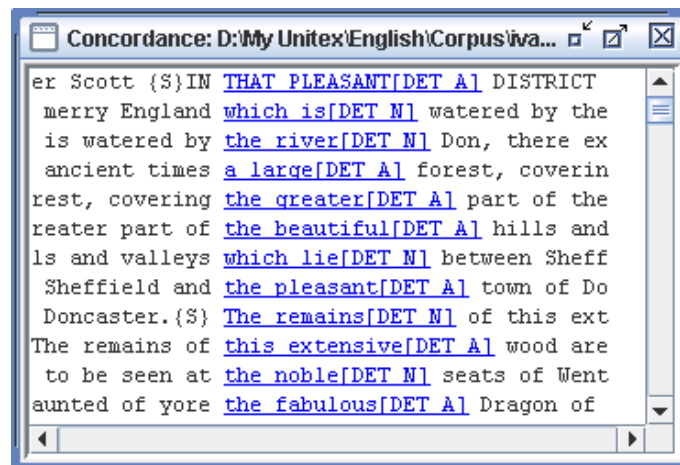 Concordance: D:\My Unitex\English\Corpus\iva...
er Scott {S}IN THAT PLEASANT[DET A] DISTRICT
merry England which is[DET N] watered by the
is watered by the river[DET N] Don, there ex
ancient times a large[DET A] forest, coverin
rest, covering the greater[DET A] part of the
reater part of the beautiful[DET A] hills and
ls and valleys which lie[DET N] between Sheff
Sheffield and the pleasant[DET A] town of Do
Doncaster.{S} The remains[DET N] of this ext
The remains of this extensive[DET A] wood are
to be seen at the noble[DET N] seats of Went
aunted of yore the fabulous[DET A] Dragon of